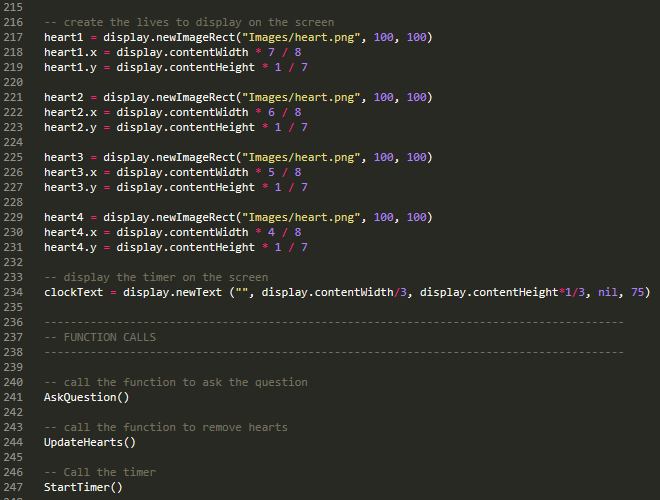 215
216 -- create the lives to display on the screen
217 heart1 = display.newImageRect("Images/heart.png", 100, 100)
218 heart1.x = display.contentWidth * 7 / 8
219 heart1.y = display.contentHeight * 1 / 7
220
221 heart2 = display.newImageRect("Images/heart.png", 100, 100)
222 heart2.x = display.contentWidth * 6 / 8
223 heart2.y = display.contentHeight * 1 / 7
224
225 heart3 = display.newImageRect("Images/heart.png", 100, 100)
226 heart3.x = display.contentWidth * 5 / 8
227 heart3.y = display.contentHeight * 1 / 7
228
229 heart4 = display.newImageRect("Images/heart.png", 100, 100)
230 heart4.x = display.contentWidth * 4 / 8
231 heart4.y = display.contentHeight * 1 / 7
232
233 -- display the timer on the screen
234 clockText = display.newText ("", display.contentWidth/3, display.contentHeight*1/3, nil, 75)
235
236 ----------------------------------------------------------------------------------------
237 -- FUNCTION CALLS
238 ----------------------------------------------------------------------------------------
239
240 -- call the function to ask the question
241 AskQuestion()
242
243 -- call the function to remove hearts
244 UpdateHearts()
245
246 -- Call the timer
247 StartTimer()